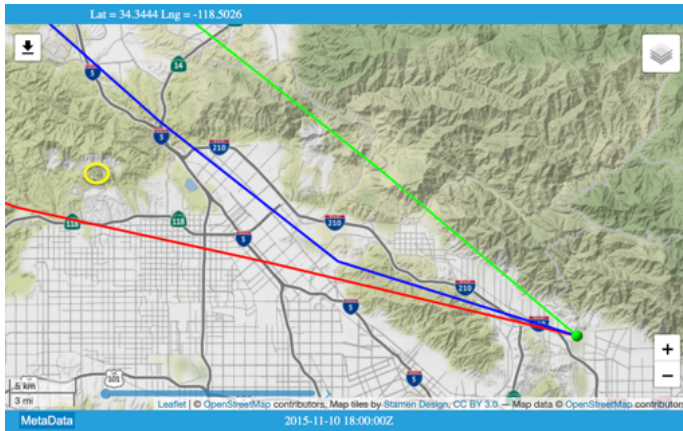 Lat = 34.3444 Lng = -118.5026
5
14
5
210
118
118
5
210
210
5
5
101
+
−
5 km
3 mi
Leaflet | © OpenStreetMap contributors, Map tiles by Stamen Design, CC BY 3.0 — Map data © OpenStreetMap contributors
MetaData
2015-11-10 18:00:00Z